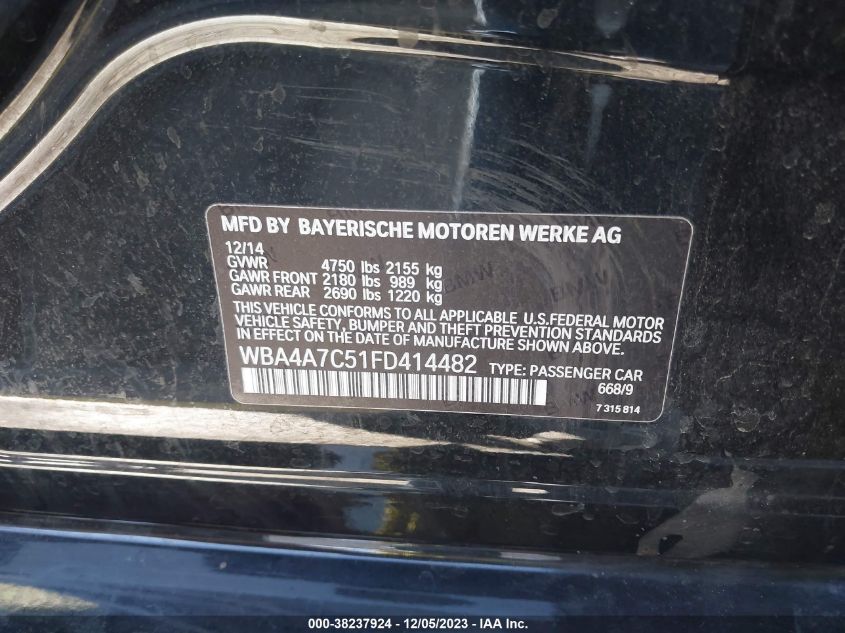 MFD BY BAYERISCHE MOTOREN WERKE AG
12/14
GVWR 4750 lbs 2155 kg
GAWR FRONT 2180 lbs 989 kg
GAWR REAR 2690 lbs 1220 kg
THIS VEHICLE CONFORMS TO ALL APPLICABLE U.S.FEDERAL MOTOR
VEHICLE SAFETY, BUMPER AND THEFT PREVENTION STANDARDS
IN EFFECT ON THE DATE OF MANUFACTURE SHOWN ABOVE.
WBA4A7C51FD414482 TYPE: PASSENGER CAR
668/9
7 315 814
000-38237924 - 12/05/2023 - IAA Inc.